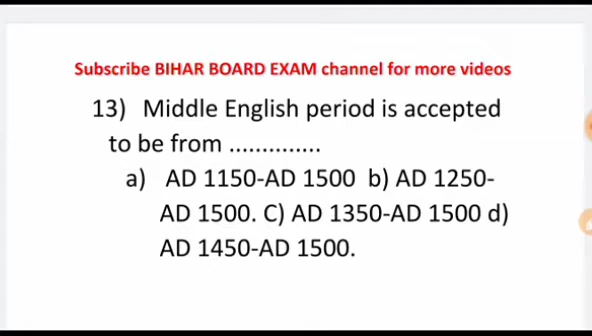 Subscribe BIHAR BOARD EXAM channel for more videos
13) Middle English period is accepted
to be from ..............
a) AD 1150-AD 1500 b) AD 1250-
AD 1500. C) AD 1350-AD 1500 d)
AD 1450-AD 1500.